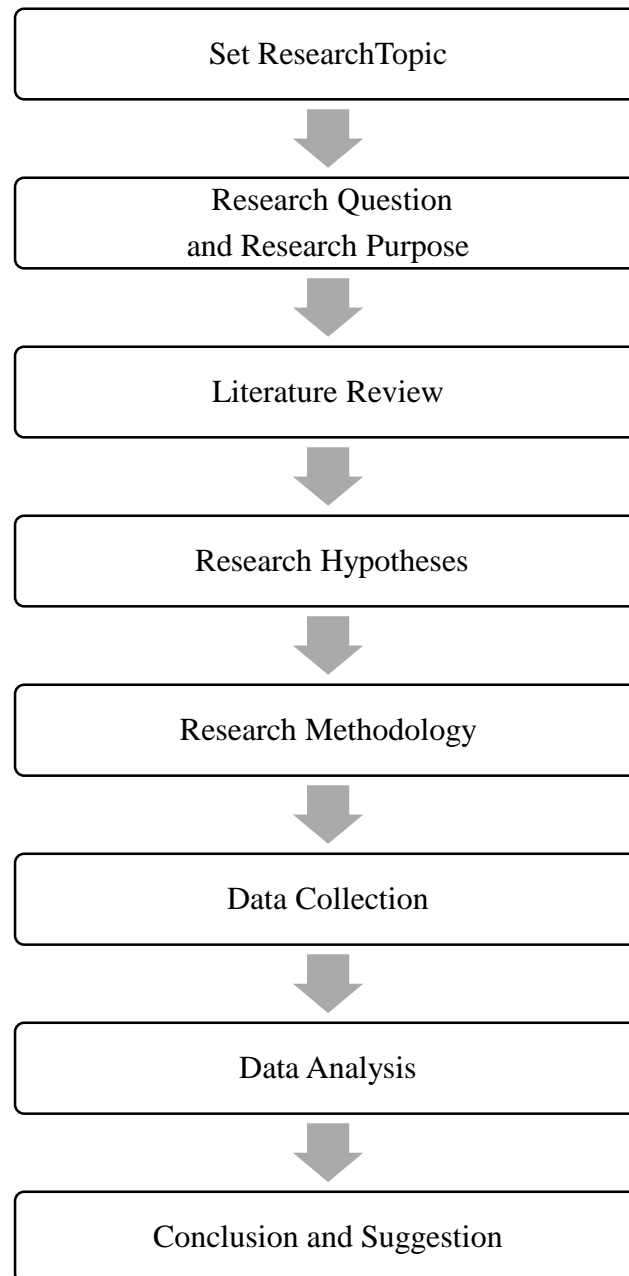 Set ResearchTopic
Research Question
and Research Purpose
Literature Review
Research Hypotheses
Research Methodology
Data Collection
Data Analysis
Conclusion and Suggestion